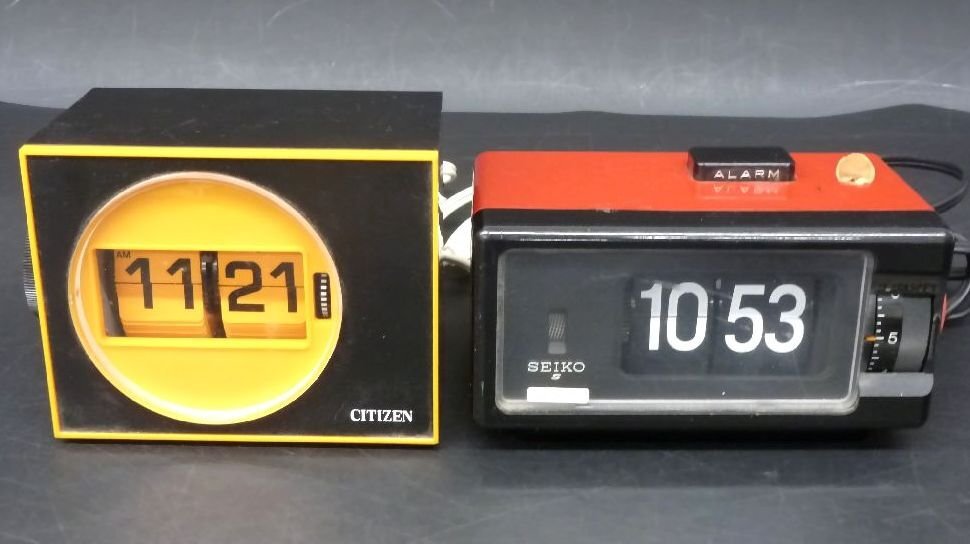 AM
11 21
CITIZEN
ALARM
10 53
SEIKO
5